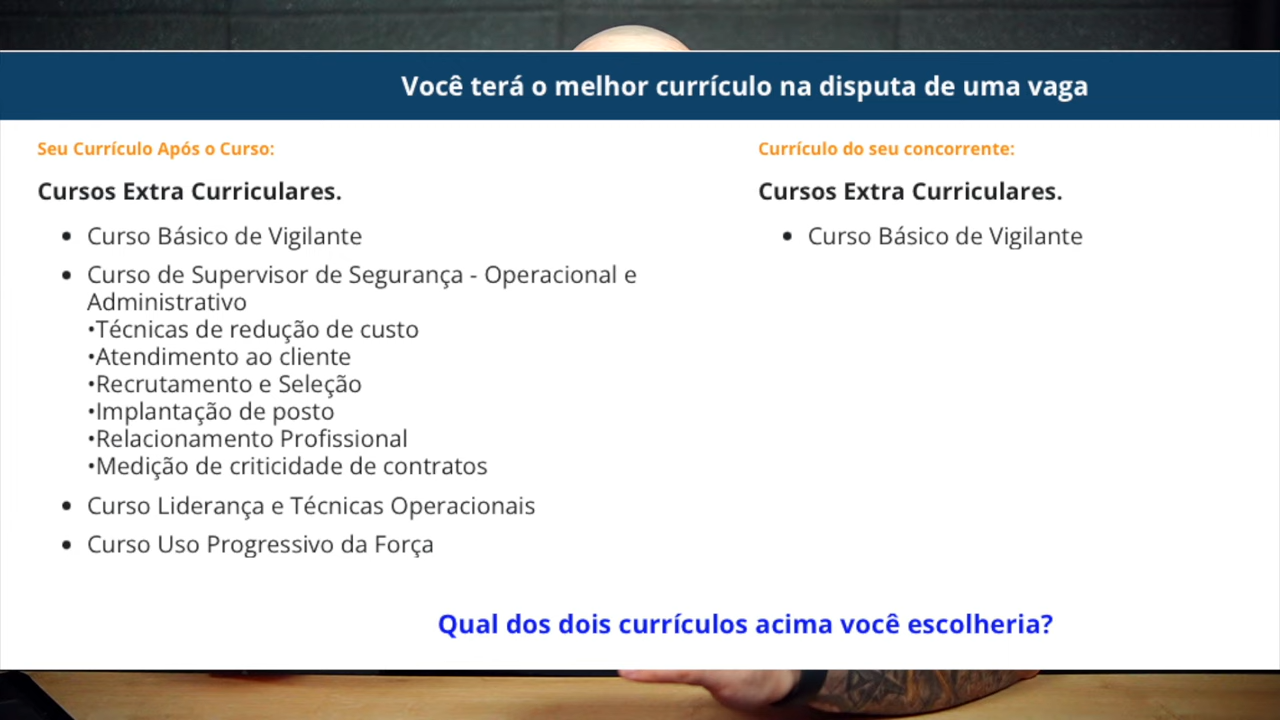 Você terá o melhor currículo na disputa de uma vaga
Seu Currículo Após o Curso:
Cursos Extra Curriculares.
• Curso Básico de Vigilante
• Curso de Supervisor de Segurança - Operacional e
Administrativo
•Técnicas de redução de custo
•Atendimento ao cliente
•Recrutamento e Seleção
•Implantação de posto
•Relacionamento Profissional
•Medição de criticidade de contratos
• Curso Liderança e Técnicas Operacionais
• Curso Uso Progressivo da Força
Currículo do seu concorrente:
Cursos Extra Curriculares.
• Curso Básico de Vigilante
Qual dos dois currículos acima você escolheria?